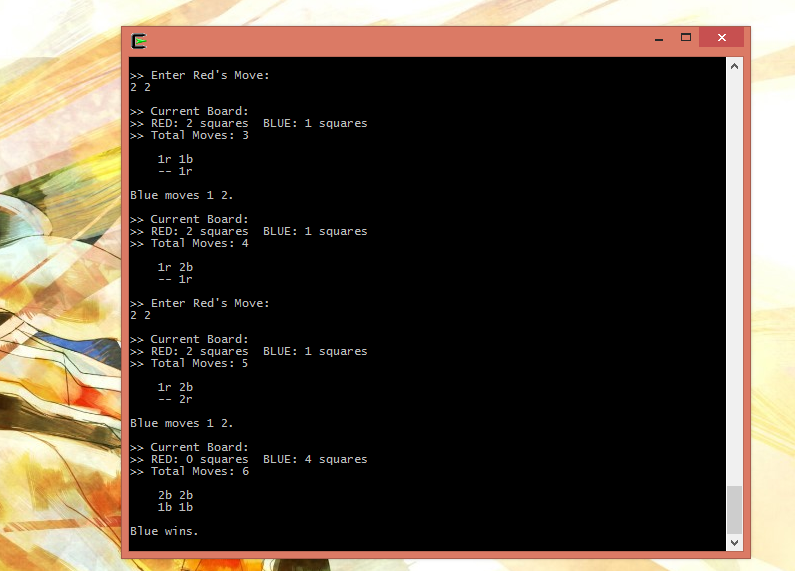 >> Enter Red's Move:
2 2
>> Current Board:
>> RED: 2 squares  BLUE: 1 squares
>> Total Moves: 3
1r 1b
-- 1r
Blue moves 1 2.
>> Current Board:
>> RED: 2 squares  BLUE: 1 squares
>> Total Moves: 4
1r 2b
-- 1r
>> Enter Red's Move:
2 2
>> Current Board:
>> RED: 2 squares  BLUE: 1 squares
>> Total Moves: 5
1r 2b
-- 2r
Blue moves 1 2.
>> Current Board:
>> RED: 0 squares  BLUE: 4 squares
>> Total Moves: 6
2b 2b
1b 1b
Blue wins.